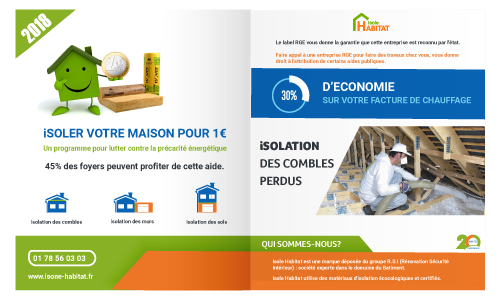 2018
iSOLER VOTRE MAISON POUR 1€
Un programme pour lutter contre la précarité énergétique
45% des foyers peuvent profiter de cette aide.
Isolation des combles
Isolation des murs
Isolation des sols
01 78 56 03 03
www.isone-habitat.fr
isole
HABITAT
Le label RGE vous donne la garantie que cette entreprise est reconnu par l'état.
Faire appel à une entreprise RGE pour faire des travaux chez vous, vous donne
droit à l'attribution de certains aides publiques.
30%
D'ECONOMIE
SUR VOTRE FACTURE DE CHAUFFAGE
iSOLATION
DES COMBLES
PERDUS
QUI SOMMES-NOUS?
20
Isole Habitat est une marque déposée du groupe R.S.I (Rénovation Sécurité
Intérieur) : société experte dans le domaine du Batiment.
Isole Habitat utilise des matériaux d'isolation écoacologiques et certifiés.